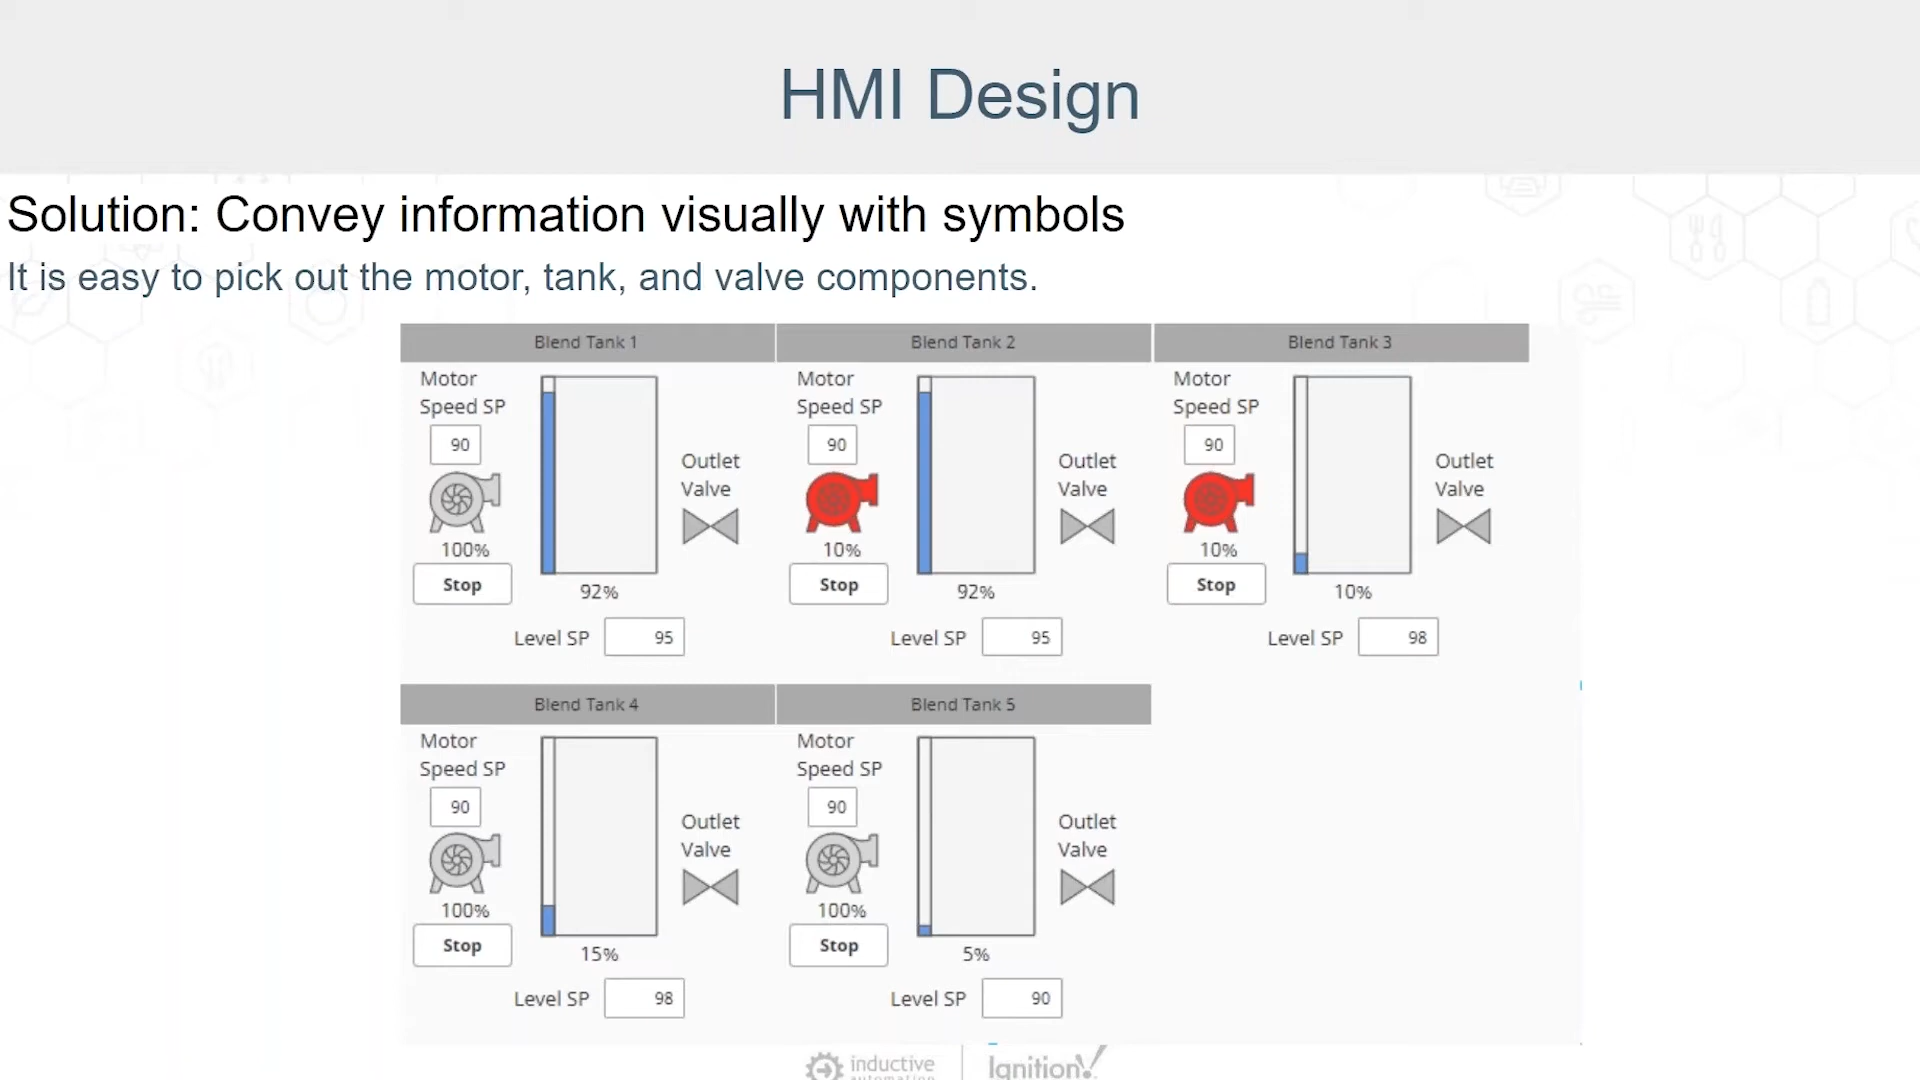 HMI Design
Solution: Convey information visually with symbols
It is easy to pick out the motor, tank, and valve components.
Blend Tank 1
Motor
Speed SP
90
100%
Stop
92%
Outlet
Valve
Level SP 95
Blend Tank 2
Motor
Speed SP
90
10%
Stop
92%
Outlet
Valve
Level SP 95
Blend Tank 3
Motor
Speed SP
90
10%
Stop
10%
Outlet
Valve
Level SP 98
Blend Tank 4
Motor
Speed SP
90
100%
Stop
15%
Outlet
Valve
Level SP 98
Blend Tank 5
Motor
Speed SP
90
100%
Stop
5%
Outlet
Valve
Level SP 90
inductive
automation
Ignition!